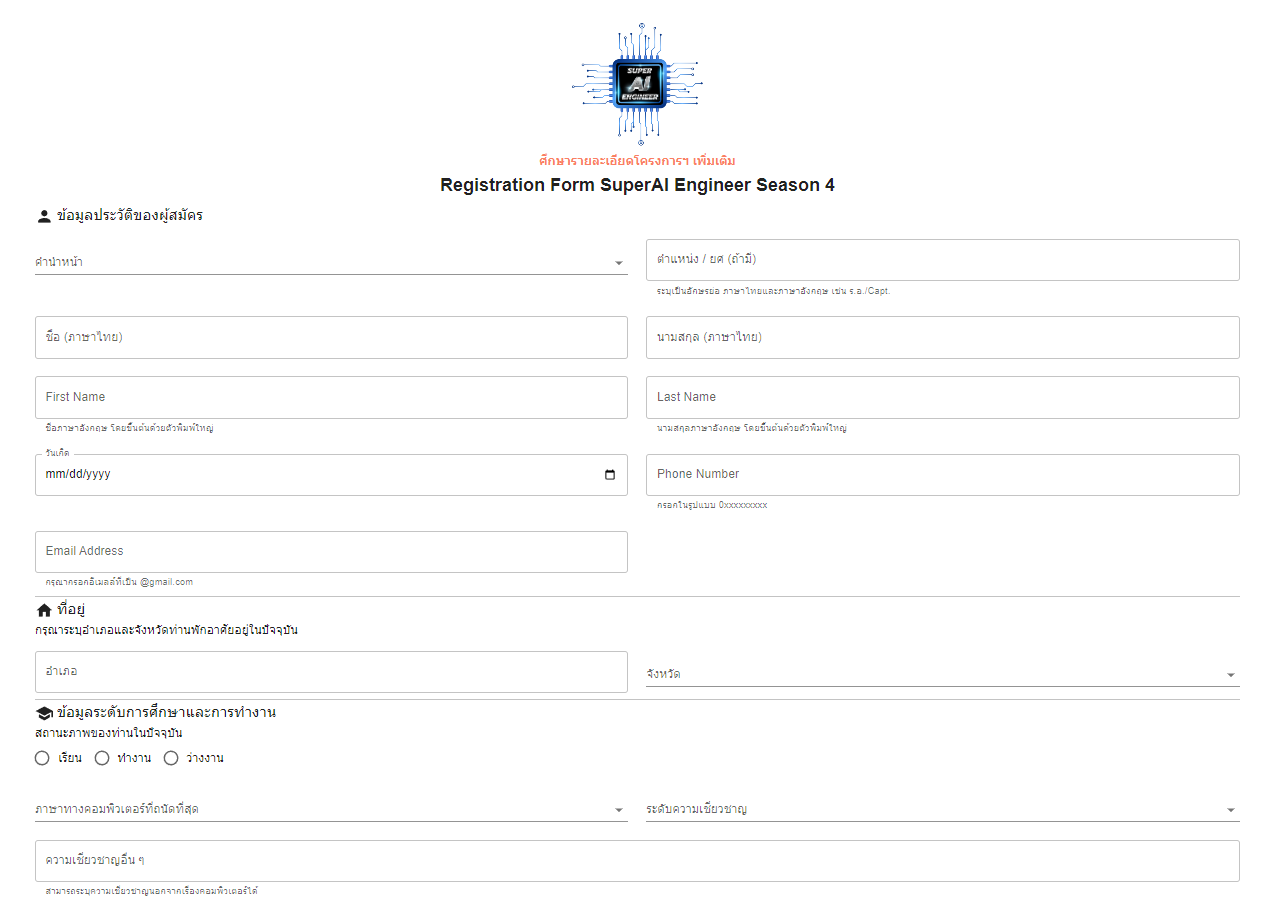 SUPER
AI
ENGINEER
ศึกษารายละเอียดโครงการฯ เพิ่มเติม
Registration Form SuperAI Engineer Season 4
ข้อมูลประวัติของผู้สมัคร
คำนำหน้า
ตำแหน่ง / ยศ (ถ้ามี)
ระบุเป็นอักษรย่อ ภาษาไทยและภาษาอังกฤษ เช่น ร.อ./Capt.
ชื่อ (ภาษาไทย)
นามสกุล (ภาษาไทย)
First Name
Last Name
ชื่อภาษาอังกฤษ โดยขึ้นต้นด้วยตัวพิมพ์ใหญ่
นามสกุลภาษาอังกฤษ โดยขึ้นต้นด้วยตัวพิมพ์ใหญ่
วันเกิด
mm/dd/yyyy
Phone Number
กรอกในรูปแบบ 0xxxxxxxxx
Email Address
กรุณากรอกอีเมลล์ที่เป็น @gmail.com
ที่อยู่
กรุณาระบุอำเภอและจังหวัดท่านพักอาศัยอยู่ในปัจจุบัน
อำเภอ
จังหวัด
ข้อมูลระดับการศึกษาและการทำงาน
สถานะภาพของท่านในปัจจุบัน
เรียน ทำงาน ว่างงาน
ภาษาทางคอมพิวเตอร์ที่ถนัดที่สุด
ระดับความเชี่ยวชาญ
ความเชี่ยวชาญอื่น ๆ
สามารถระบุความเชี่ยวชาญนอกจากเรื่องคอมพิวเตอร์ได้